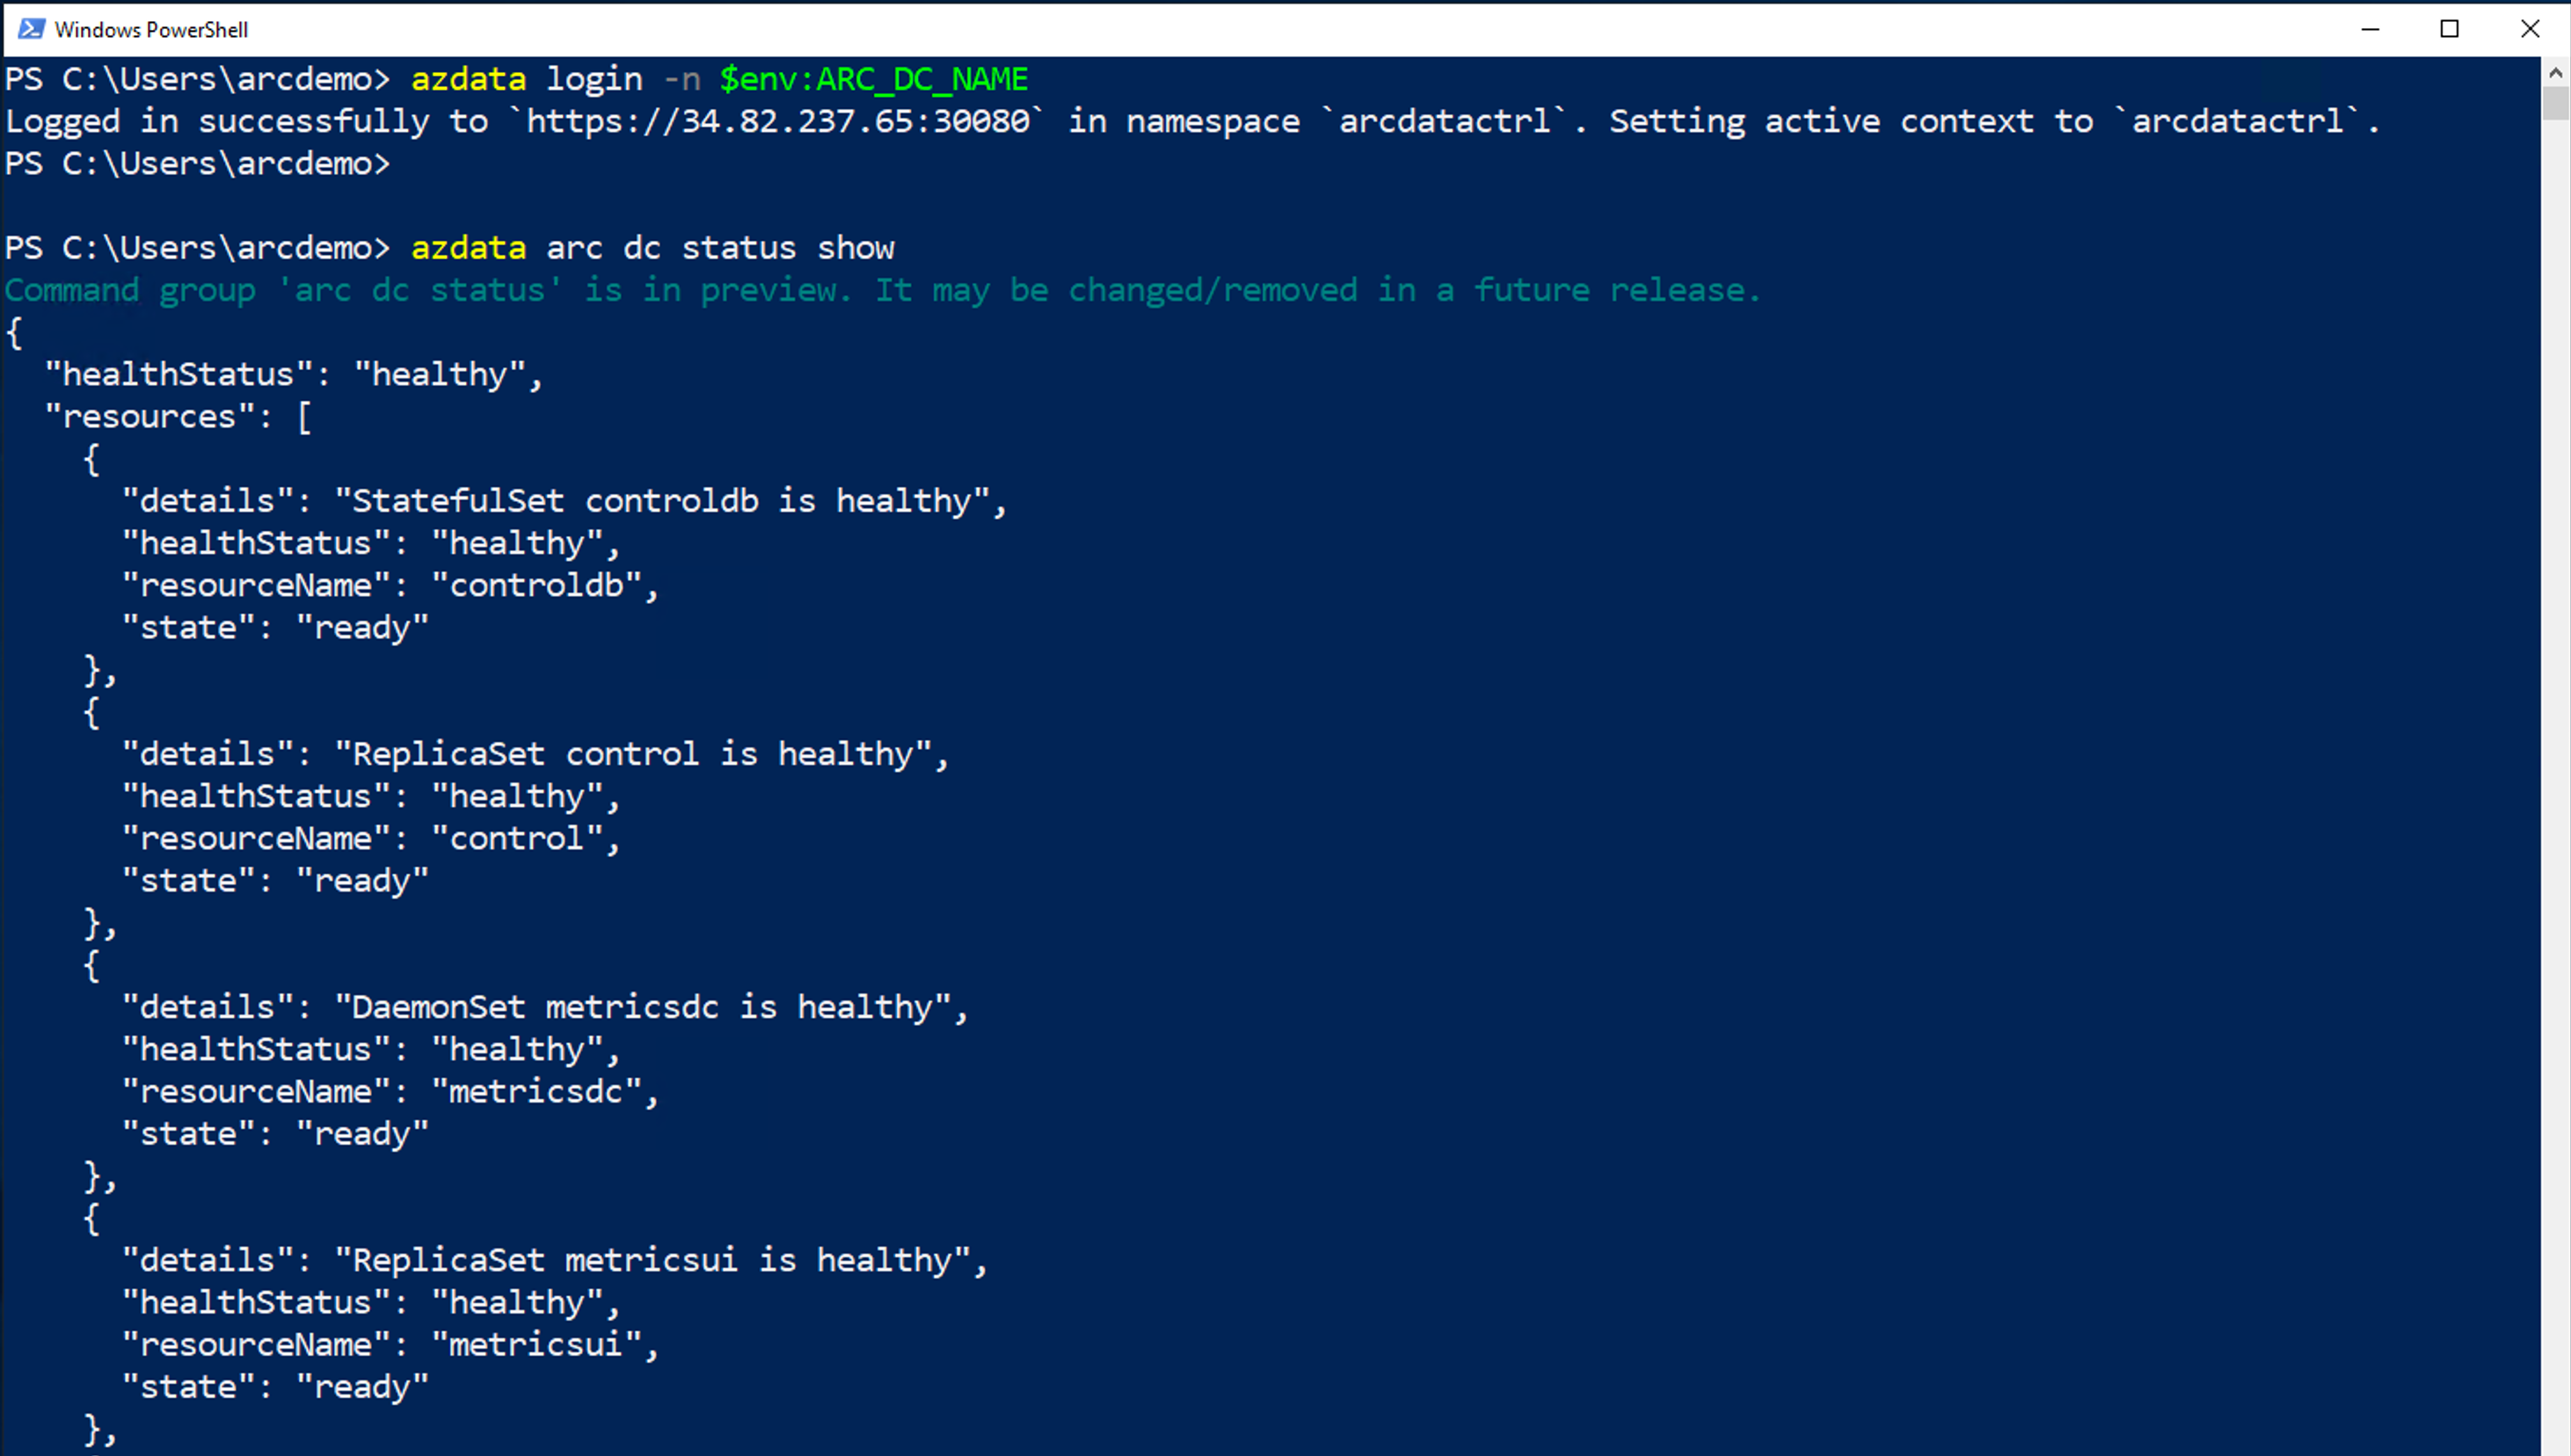 Windows PowerShell
PS C:\Users\arcdemo> azdata login -n $env:ARC_DC_NAME
Logged in successfully to `https://34.82.237.65:30080` in namespace `arcdatactrl`. Setting active context to `arcdatactrl`.
PS C:\Users\arcdemo>
PS C:\Users\arcdemo> azdata arc dc status show
Command group 'arc dc status' is in preview. It may be changed/removed in a future release.
{
  "healthStatus": "healthy",
  "resources": [
    {
      "details": "StatefulSet controldb is healthy",
      "healthStatus": "healthy",
      "resourceName": "controldb",
      "state": "ready"
    },
    {
      "details": "ReplicaSet control is healthy",
      "healthStatus": "healthy",
      "resourceName": "control",
      "state": "ready"
    },
    {
      "details": "DaemonSet metricsdc is healthy",
      "healthStatus": "healthy",
      "resourceName": "metricsdc",
      "state": "ready"
    },
    {
      "details": "ReplicaSet metricsui is healthy",
      "healthStatus": "healthy",
      "resourceName": "metricsui",
      "state": "ready"
    },